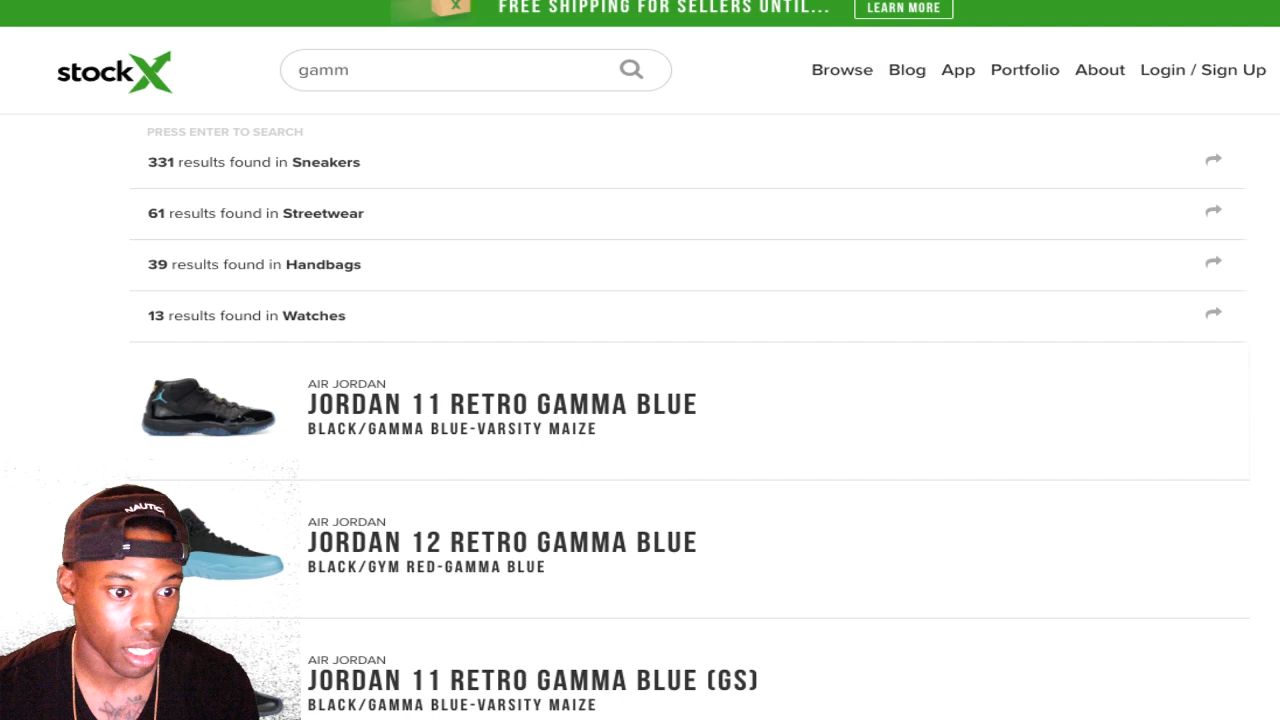 FREE SHIPPING FOR SELLERS UNTIL... LEARN MORE
stockX gamm Browse Blog App Portfolio About Login / Sign Up
PRESS ENTER TO SEARCH
331 results found in Sneakers
61 results found in Streetwear
39 results found in Handbags
13 results found in Watches
AIR JORDAN
JORDAN 11 RETRO GAMMA BLUE
BLACK/GAMMA BLUE-VARSITY MAIZE
NAUTIC
AIR JORDAN
JORDAN 12 RETRO GAMMA BLUE
BLACK/GYM RED-GAMMA BLUE
AIR JORDAN
JORDAN 11 RETRO GAMMA BLUE (GS)
BLACK/GAMMA BLUE-VARSITY MAIZE